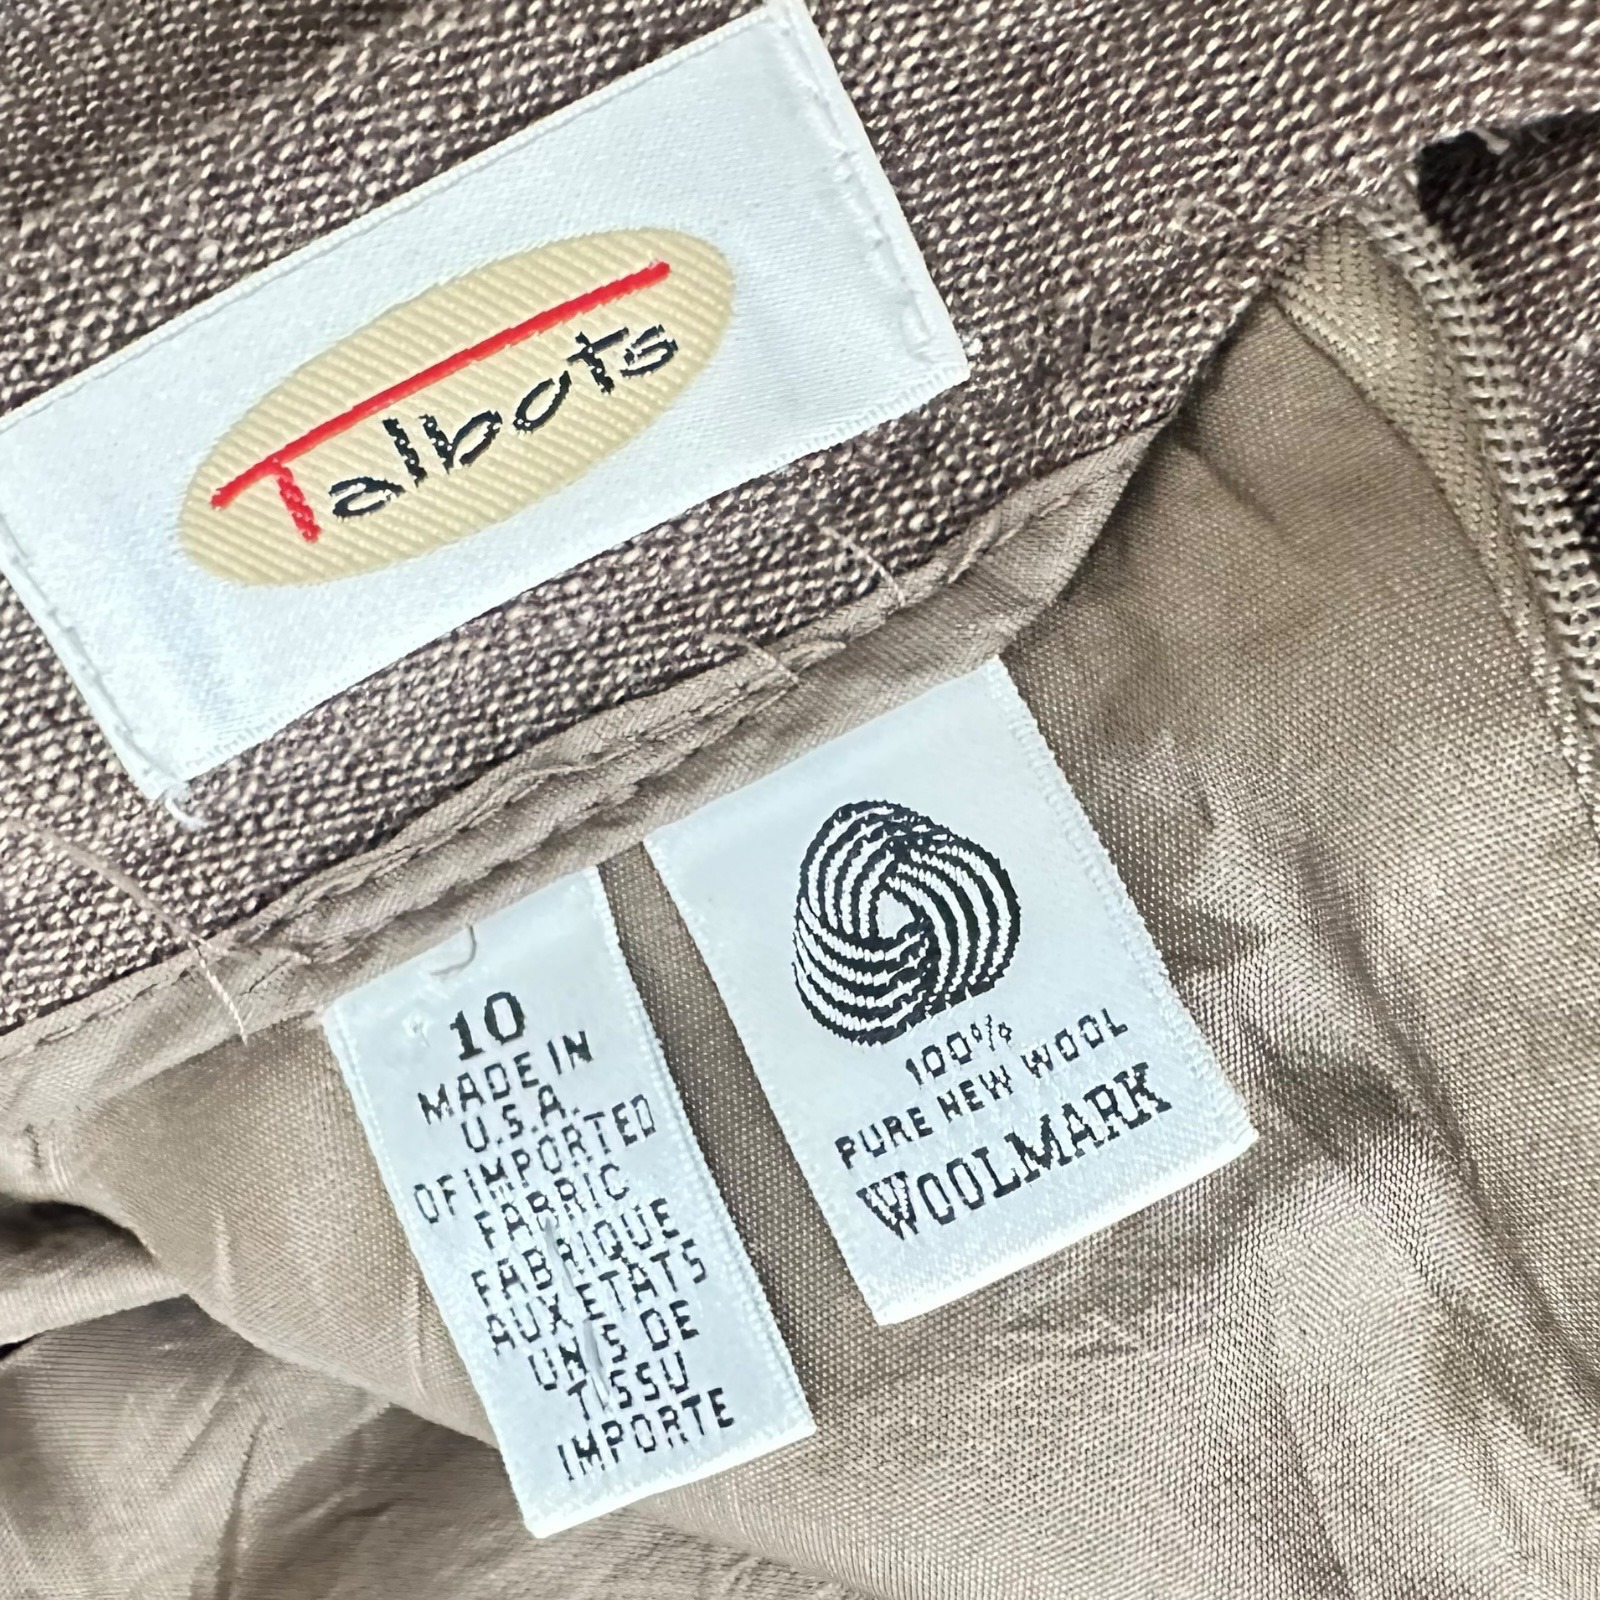 Talbots
10
MADE IN
U.S.A.
OF IMPORTED
FABRIC
FABRIQUE
AUX ETATS
UNIS DE
TISSU
IMPORTE
100%
PURE NEW WOOL
WOOLMARK